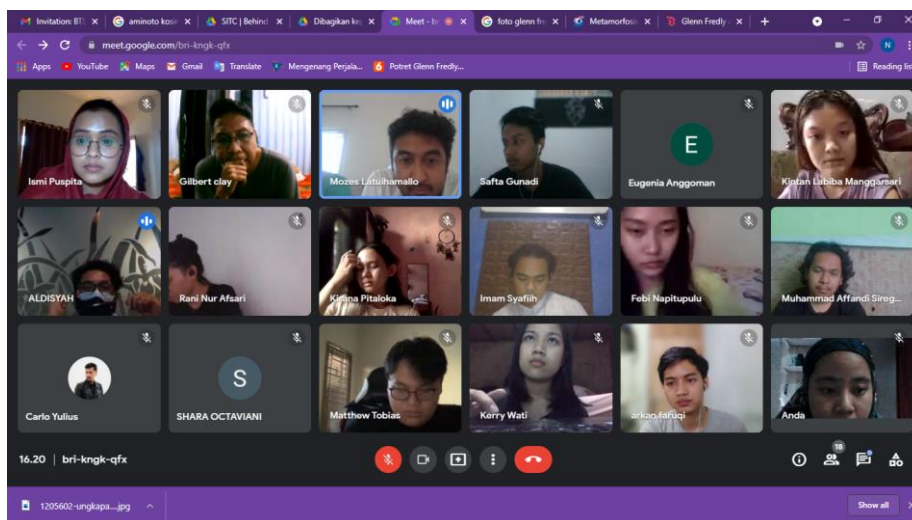 Invitation: BT
aminoto kosi
SITC | Behind
Dibagikan ke
Meet - br
foto glenn fre
Metamorfosi
Glenn Fredly
meet.google.com/bri-kngk-qfx
N
Apps
YouTube
Maps
Gmail
Translate
Mengenang Perjala...
Potret Glenn Fredly...
Reading lis
Ismi Puspita
Gilbert clay
Mozes Latuihamallo
Safta Gunadi
E
Eugenia Anggoman
Kintan Labiba Manggarsari
ALDISYAH
Rani Nur Afsari
Kirana Pitaloka
Imam Syafiih
Febi Napitupulu
Muhammad Affandi Sireg...
Carlo Yulius
S
SHARA OCTAVIANI
Matthew Tobias
Kerry Wati
arkan faruqi
Anda
16.20 | bri-kngk-qfx
18
1205602-ungkapa....jpg
Show all